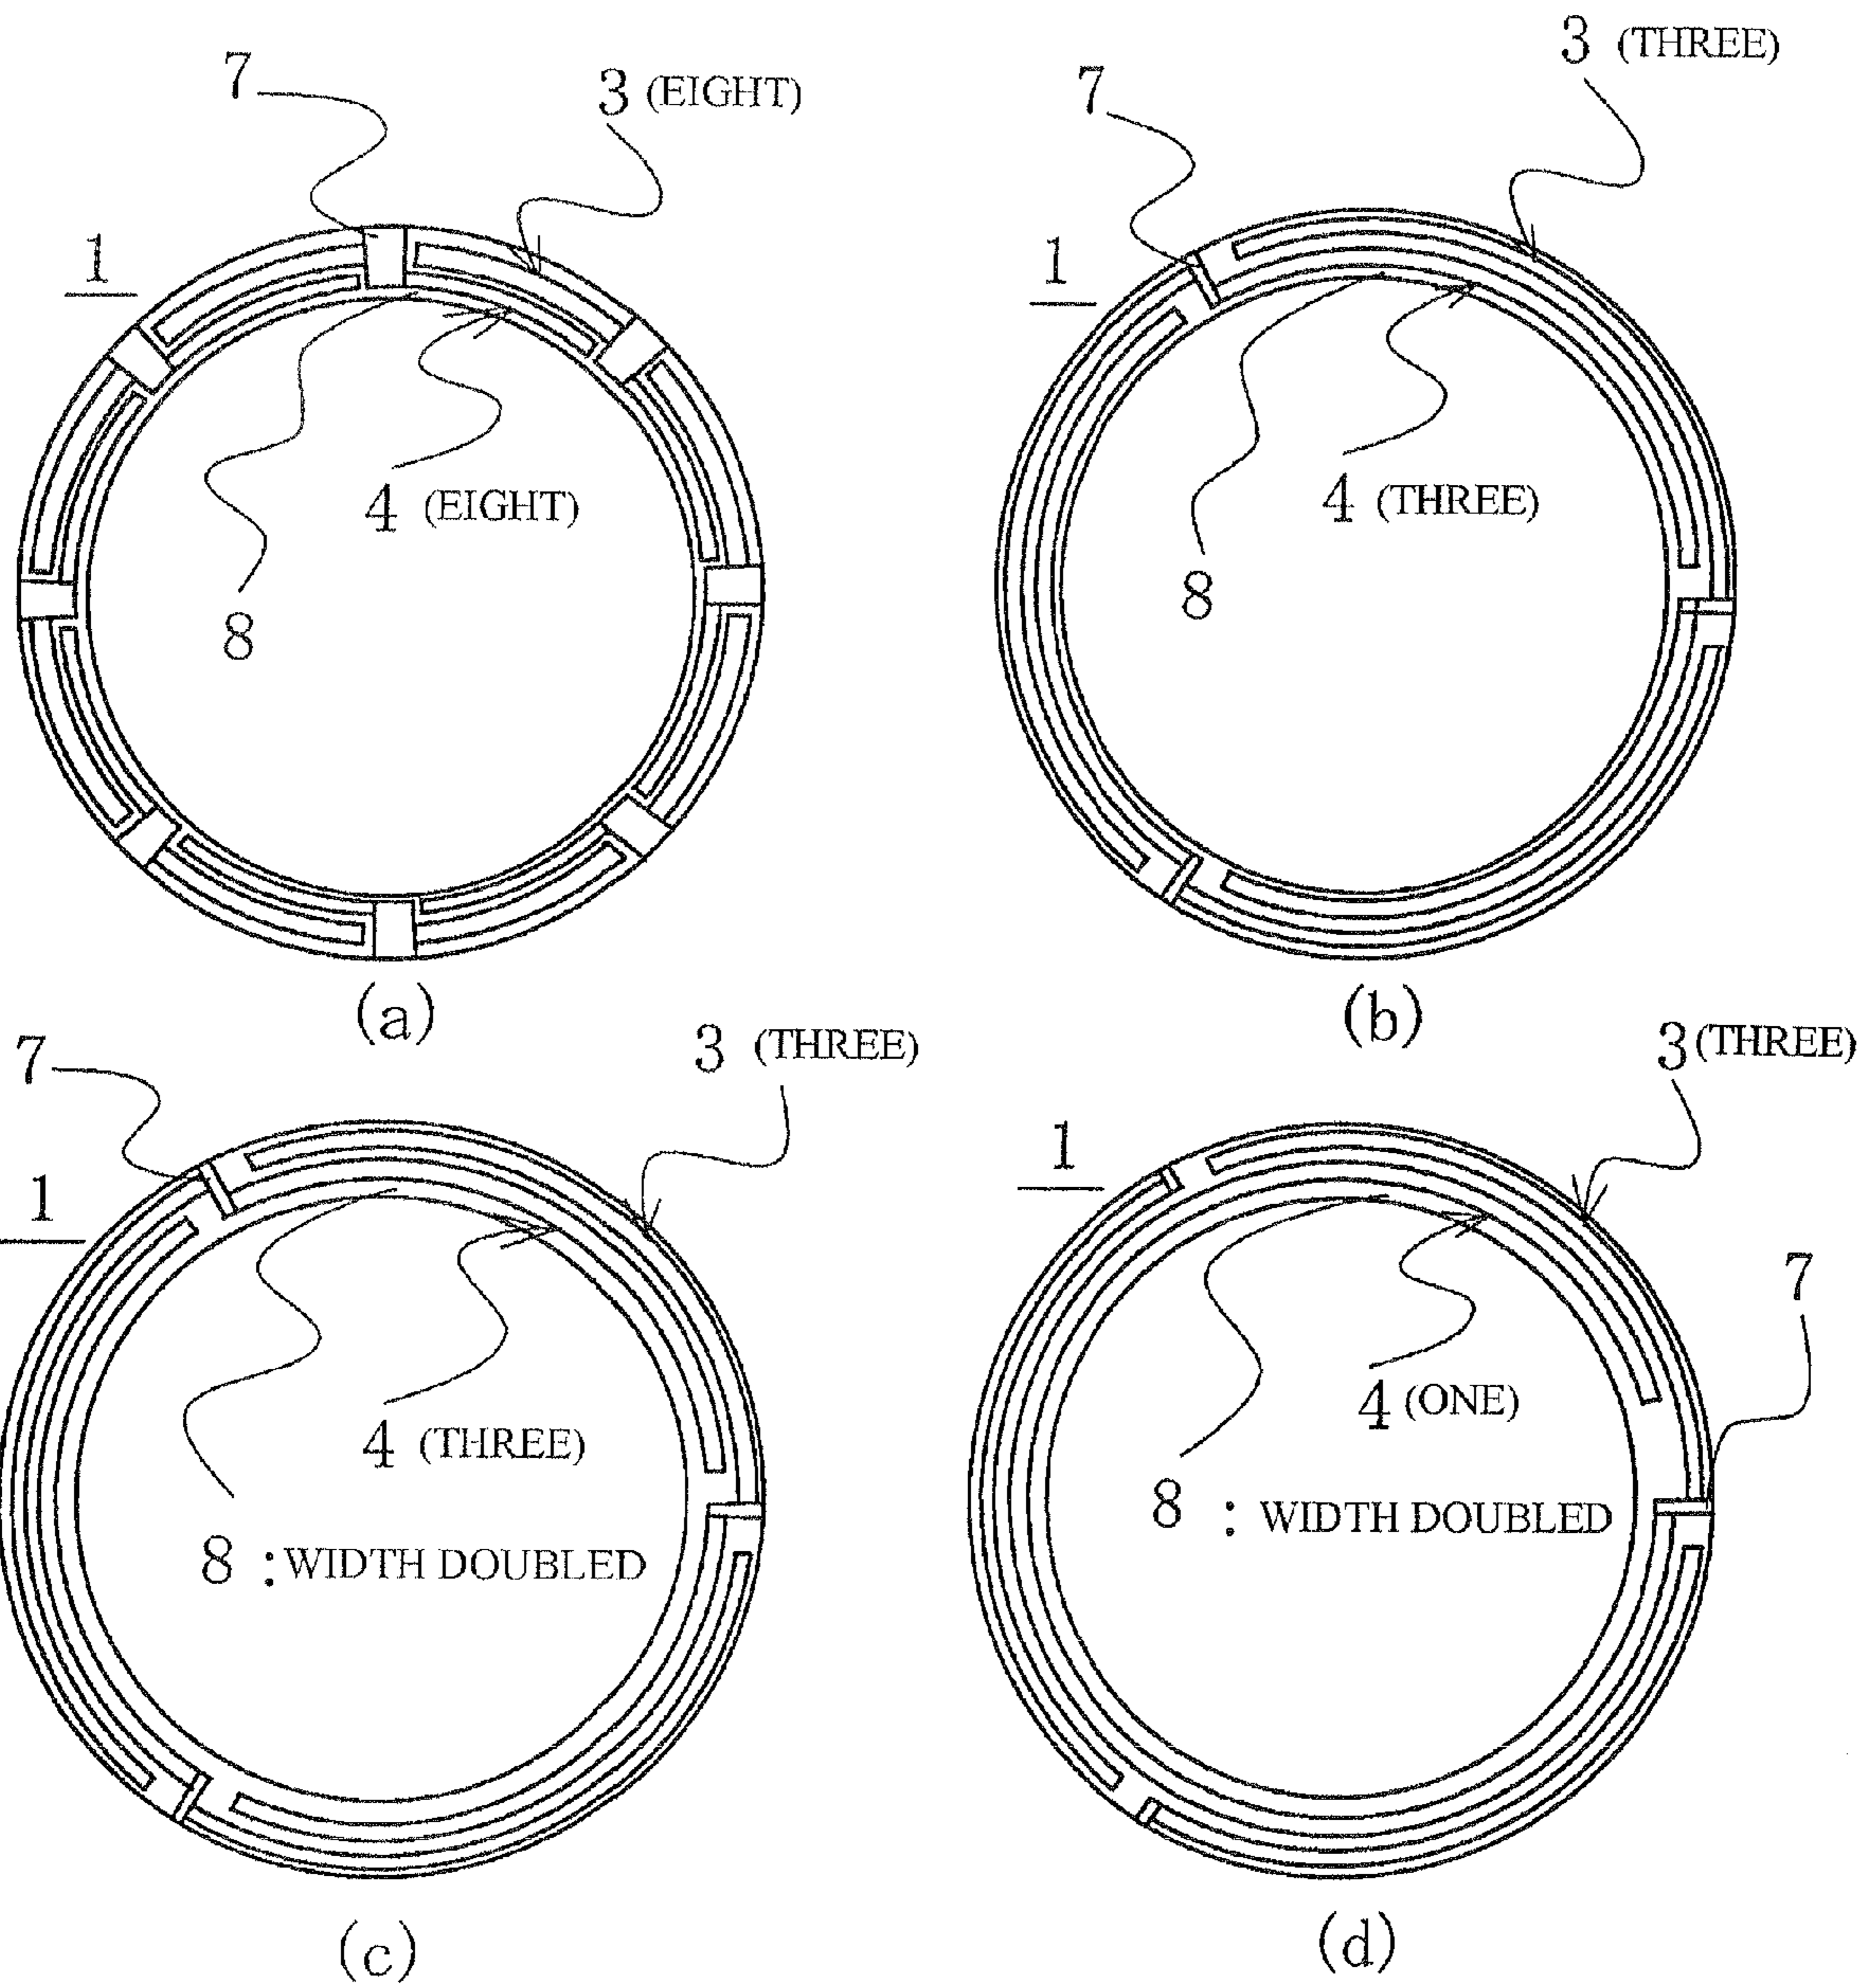 7
3 (EIGHT)
1
4 (EIGHT)
8
(a)
3 (THREE)
7
1
4 (THREE)
8
(b)
3 (THREE)
7
1
4 (THREE)
8 : WIDTH DOUBLED
(c)
3 (THREE)
1
7
4 (ONE)
8 : WIDTH DOUBLED
(d)